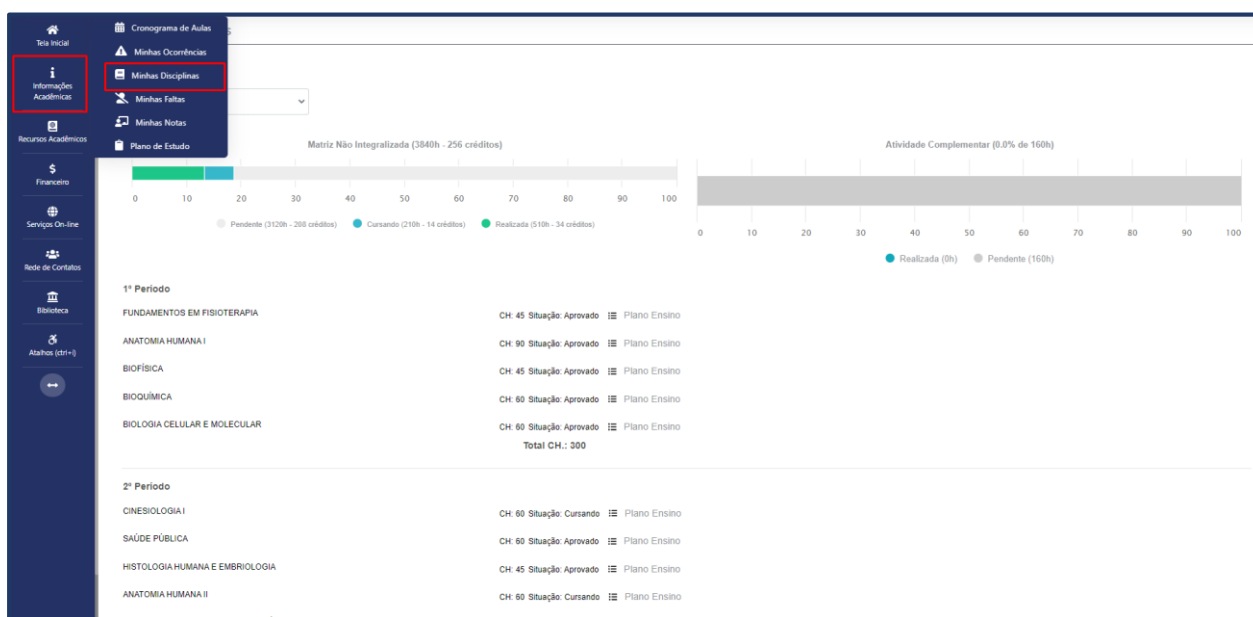 Tela Inicial
Informações
Acadêmicas
Recursos Acadêmicos
Financeiro
Serviços On-line
Rede de Contatos
Biblioteca
Atalhos (ctrl+i)
Cronograma de Aulas
Minhas Ocorrências
Minhas Disciplinas
Minhas Faltas
Minhas Notas
Plano de Estudo
Matriz Não Integralizada (3840h - 256 créditos)
0 10 20 30 40 50 60 70 80 90 100
Pendente (3120h - 208 créditos) Cursando (210h - 14 créditos) Realizada (510h - 34 créditos)
Atividade Complementar (0.0% de 160h)
0 10 20 30 40 50 60 70 80 90 100
Realizada (0h) Pendente (160h)
1º Periodo
FUNDAMENTOS EM FISIOTERAPIA CH: 45 Situação: Aprovado Plano Ensino
ANATOMIA HUMANA I CH: 90 Situação: Aprovado Plano Ensino
BIOFÍSICA CH: 45 Situação: Aprovado Plano Ensino
BIOQUÍMICA CH: 60 Situação: Aprovado Plano Ensino
BIOLOGIA CELULAR E MOLECULAR CH: 60 Situação: Aprovado Plano Ensino
Total CH.: 300
2º Periodo
CINESIOLOGIA I CH: 60 Situação: Cursando Plano Ensino
SAÚDE PÚBLICA CH: 60 Situação: Aprovado Plano Ensino
HISTOLOGIA HUMANA E EMBRIOLOGIA CH: 45 Situação: Aprovado Plano Ensino
ANATOMIA HUMANA II CH: 60 Situação: Cursando Plano Ensino